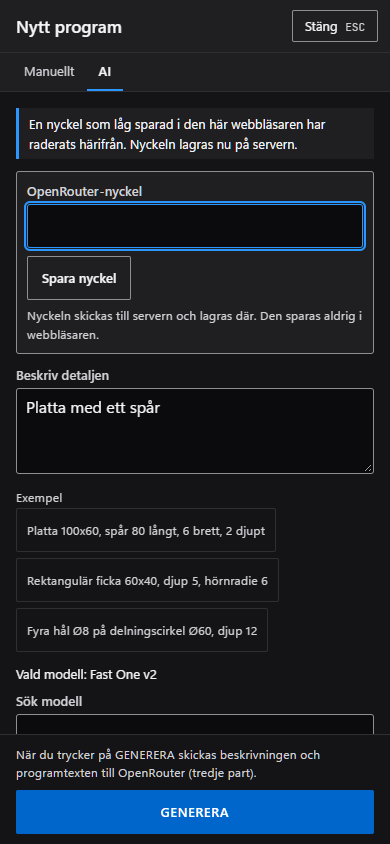 Nytt program
Stäng ESC
Manuellt
AI
En nyckel som låg sparad i den här webbläsaren har
raderats härifrån. Nyckeln lagras nu på servern.
OpenRouter-nyckel
Spara nyckel
Nyckeln skickas till servern och lagras där. Den sparas aldrig i
webbläsaren.
Beskriv detaljen
Platta med ett spår
Exempel
Platta 100x60, spår 80 långt, 6 brett, 2 djupt
Rektangulär ficka 60x40, djup 5, hörnradie 6
Fyra hål Ø8 på delningscirkel Ø60, djup 12
Vald modell: Fast One v2
Sök modell
När du trycker på GENERERA skickas beskrivningen och
programtexten till OpenRouter (tredje part).
GENERERA